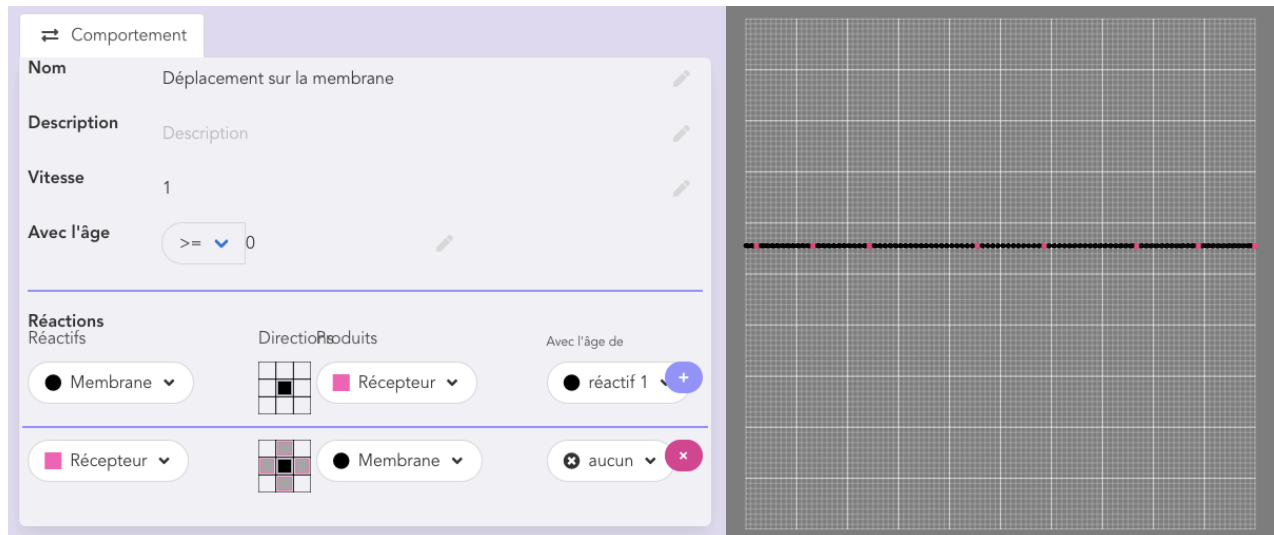 Comportement
Nom
Déplacement sur la membrane
Description
Description
Vitesse
1
Avec l'âge
>= 0
Réactions
Réactifs Directions Produits Avec l'âge de
Membrane Récepteur réactif 1 +
Récepteur Membrane aucun ×